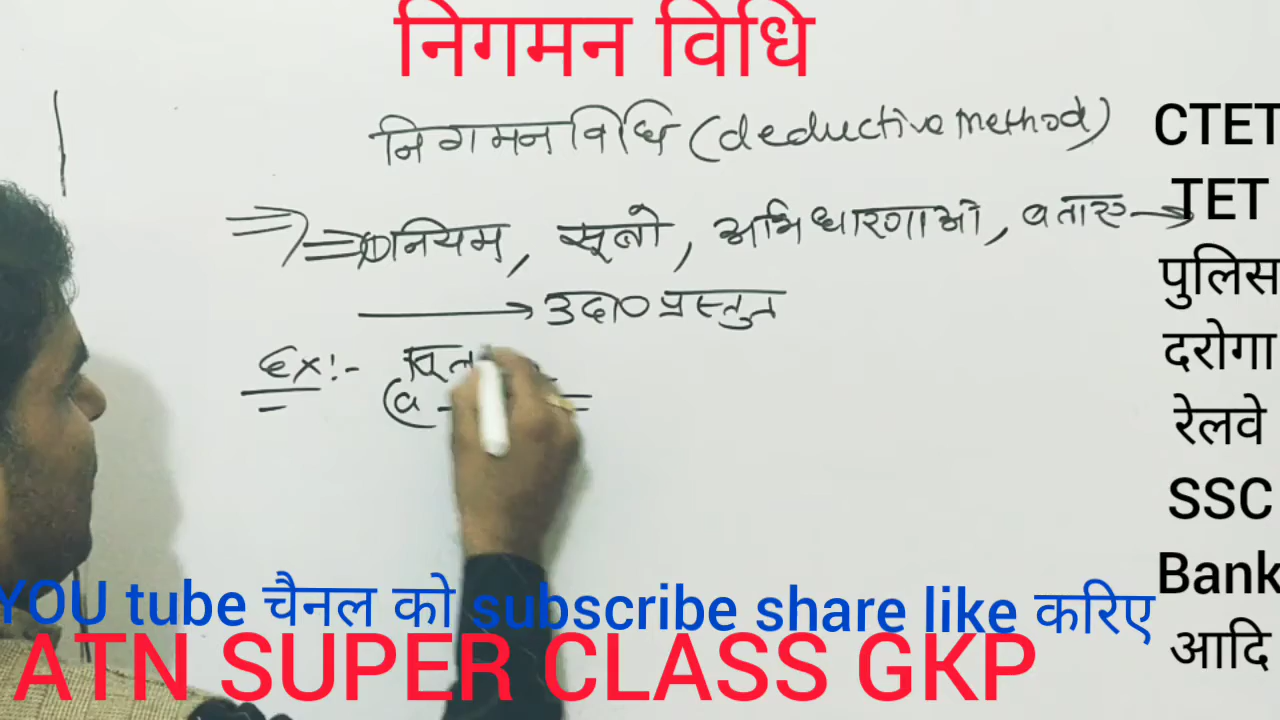 निगमन विधि
निगमन विधि (deductive method)
⇒ ⇒ नियम, सूत्रो, अभिधारणाओ, बताए →
→ उदा० प्रस्तुत
Ex:- सूत्र
(a -
CTET
TET
पुलिस
दरोगा
रेलवे
SSC
Bank
आदि
YOU tube चैनल को subscribe share like करिए
ATN SUPER CLASS GKP